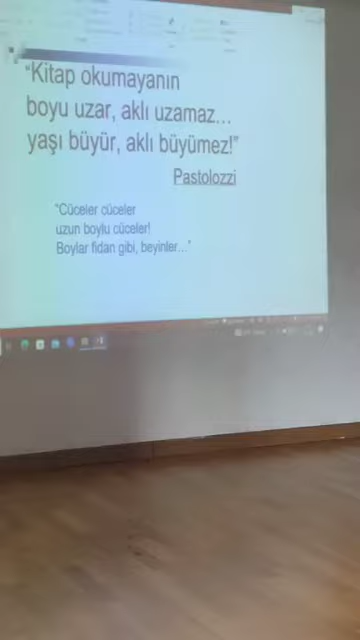 "Kitap okumayanın
boyu uzar, aklı uzamaz...
yaşı büyür, aklı büyümez!"
Pastolozzi
"Cüceler cüceler
uzun boylu cüceler!
Boylar fidan gibi, beyinler..."